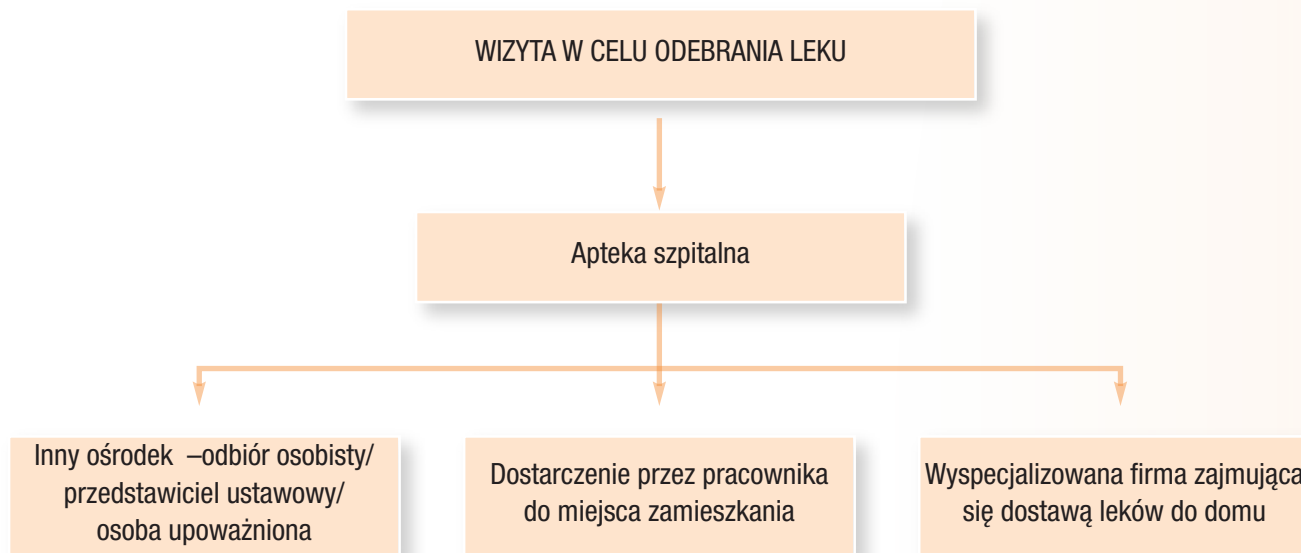 WIZYTA W CELU ODEBRANIA LEKU
Apteka szpitalna
Inny ośrodek –odbiór osobisty/
przedstawiciel ustawowy/
osoba upoważniona
Dostarczenie przez pracownika
do miejsca zamieszkania
Wyspecjalizowana firma zajmująca
się dostawą leków do domu